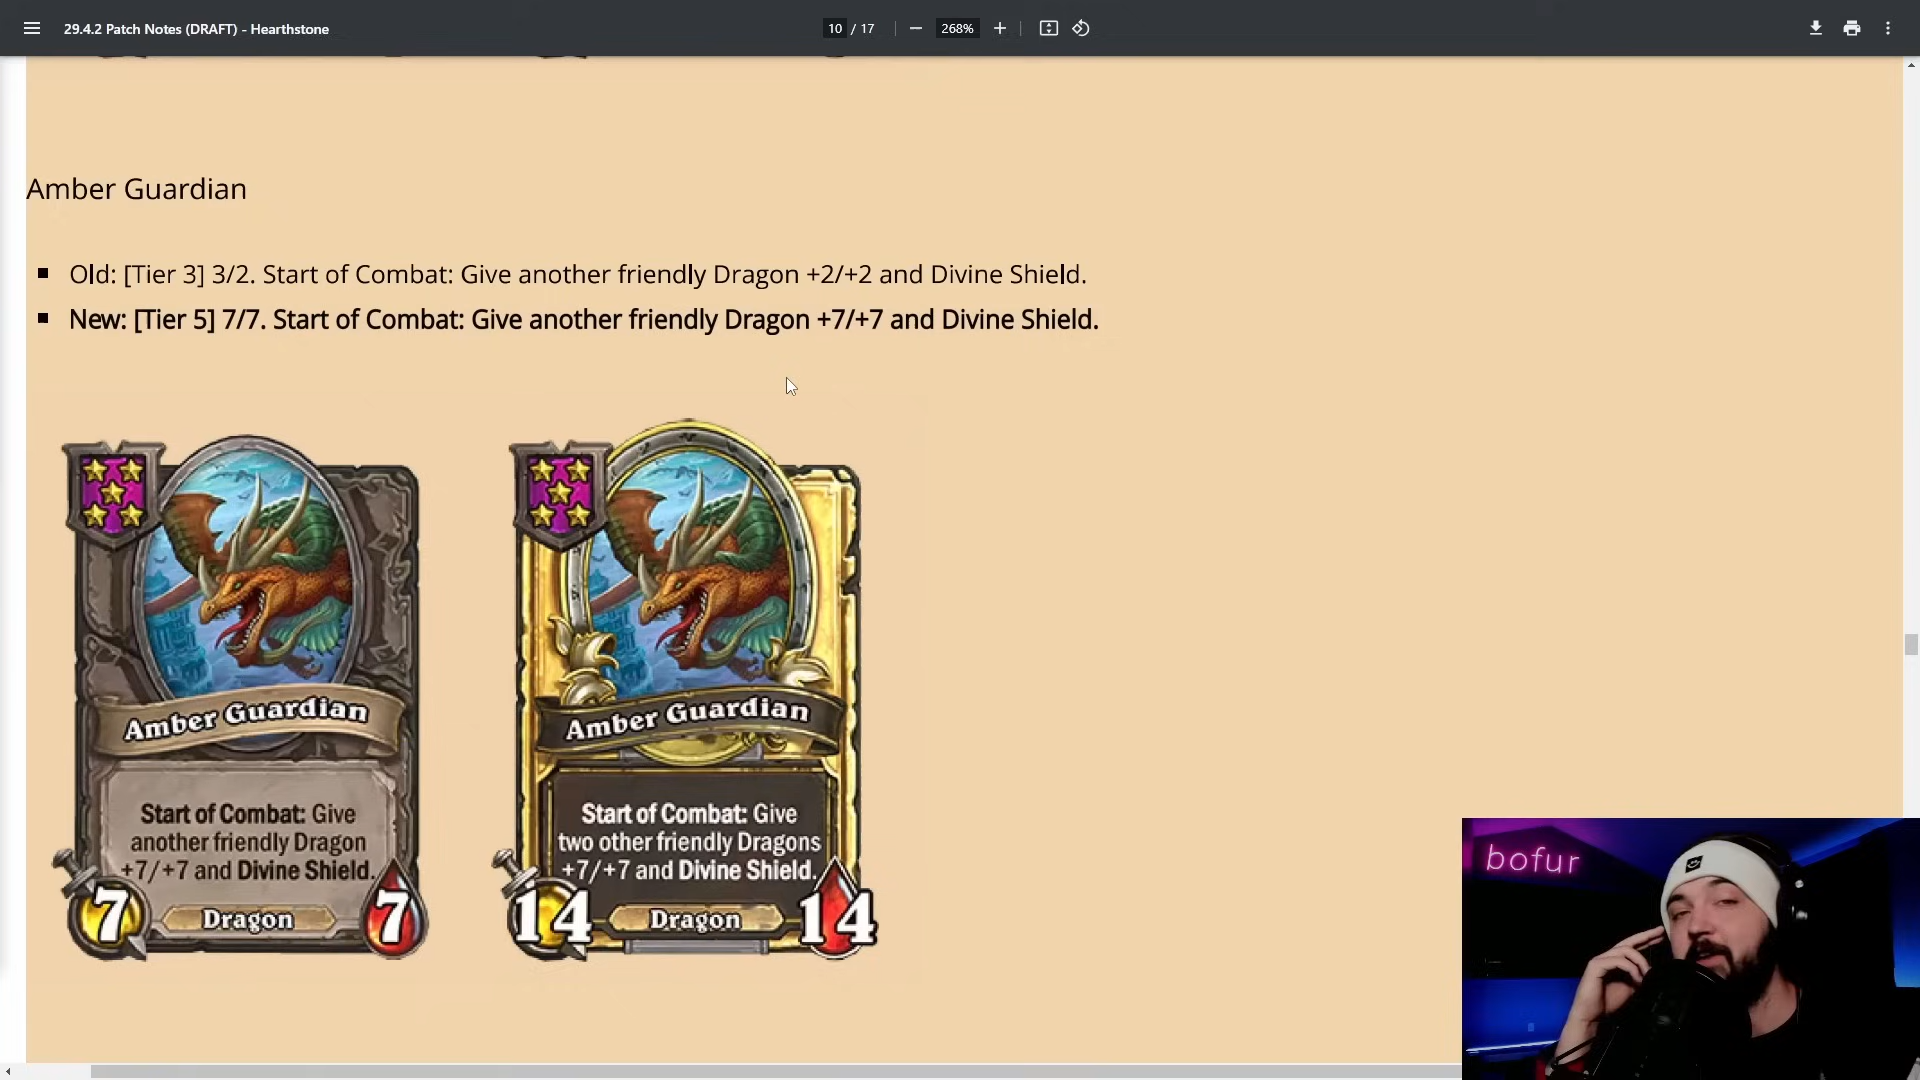 29.4.2 Patch Notes (DRAFT) - Hearthstone
10 / 17
268%
Amber Guardian
Old: [Tier 3] 3/2. Start of Combat: Give another friendly Dragon +2/+2 and Divine Shield.
New: [Tier 5] 7/7. Start of Combat: Give another friendly Dragon +7/+7 and Divine Shield.
Amber Guardian
Start of Combat: Give
another friendly Dragon
+7/+7 and Divine Shield.
7
Dragon
7
Amber Guardian
Start of Combat: Give
two other friendly Dragons
+7/+7 and Divine Shield.
14
Dragon
14
bofur